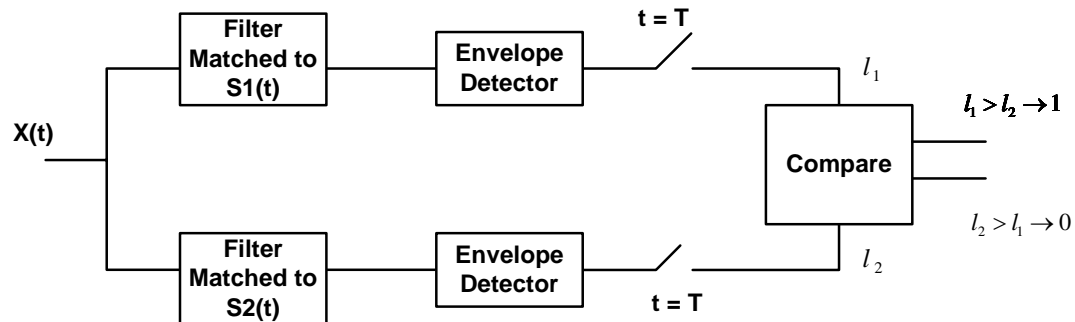 Filter
Matched to
S1(t)
Envelope
Detector
t = T
l₁
l₁ > l₂ → 1
X(t)
Compare
l₂ > l₁ → 0
Filter
Matched to
S2(t)
Envelope
Detector
t = T
l₂